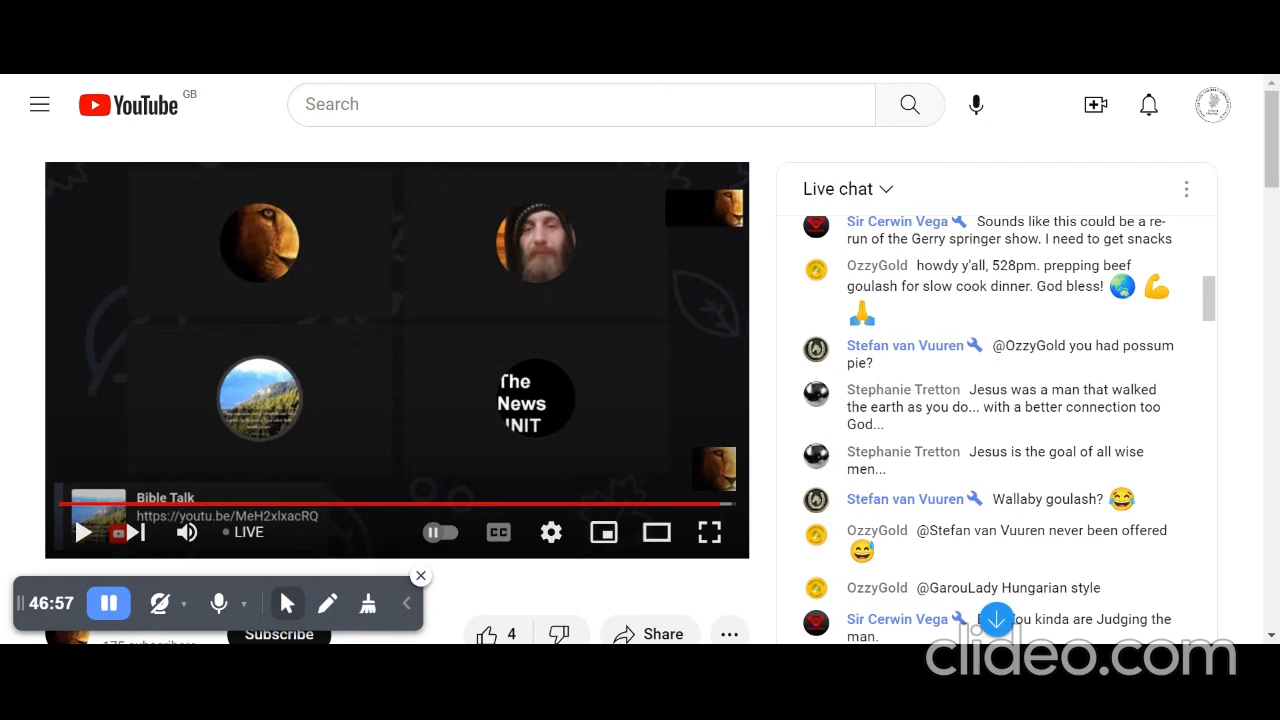 YouTube GB
Search
Live chat
Sir Cerwin Vega Sounds like this could be a re-
run of the Gerry springer show. I need to get snacks
OzzyGold howdy y'all, 528pm. prepping beef
goulash for slow cook dinner. God bless! 🌏 💪
🙏
Stefan van Vuuren @OzzyGold you had possum
pie?
Stephanie Tretton Jesus was a man that walked
the earth as you do... with a better connection too
God...
Stephanie Tretton Jesus is the goal of all wise
men...
Stefan van Vuuren Wallaby goulash? 😂
OzzyGold @Stefan van Vuuren never been offered
😅
OzzyGold @GarouLady Hungarian style
Sir Cerwin Vega you kinda are Judging the
man.
The
News
UNIT
Bible Talk
https://youtu.be/MeH2xlxacRQ
LIVE
CC
46:57
175 subscribers
Subscribe
4
Share
clideo.com